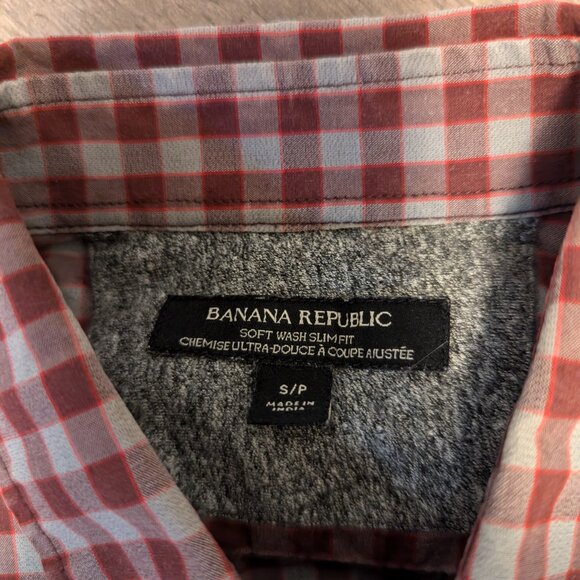 BANANA REPUBLIC
SOFT WASH SLIM FIT
CHEMISE ULTRA-DOUCE À COUPE AJUSTÉE
S/P
MADE IN
INDIA